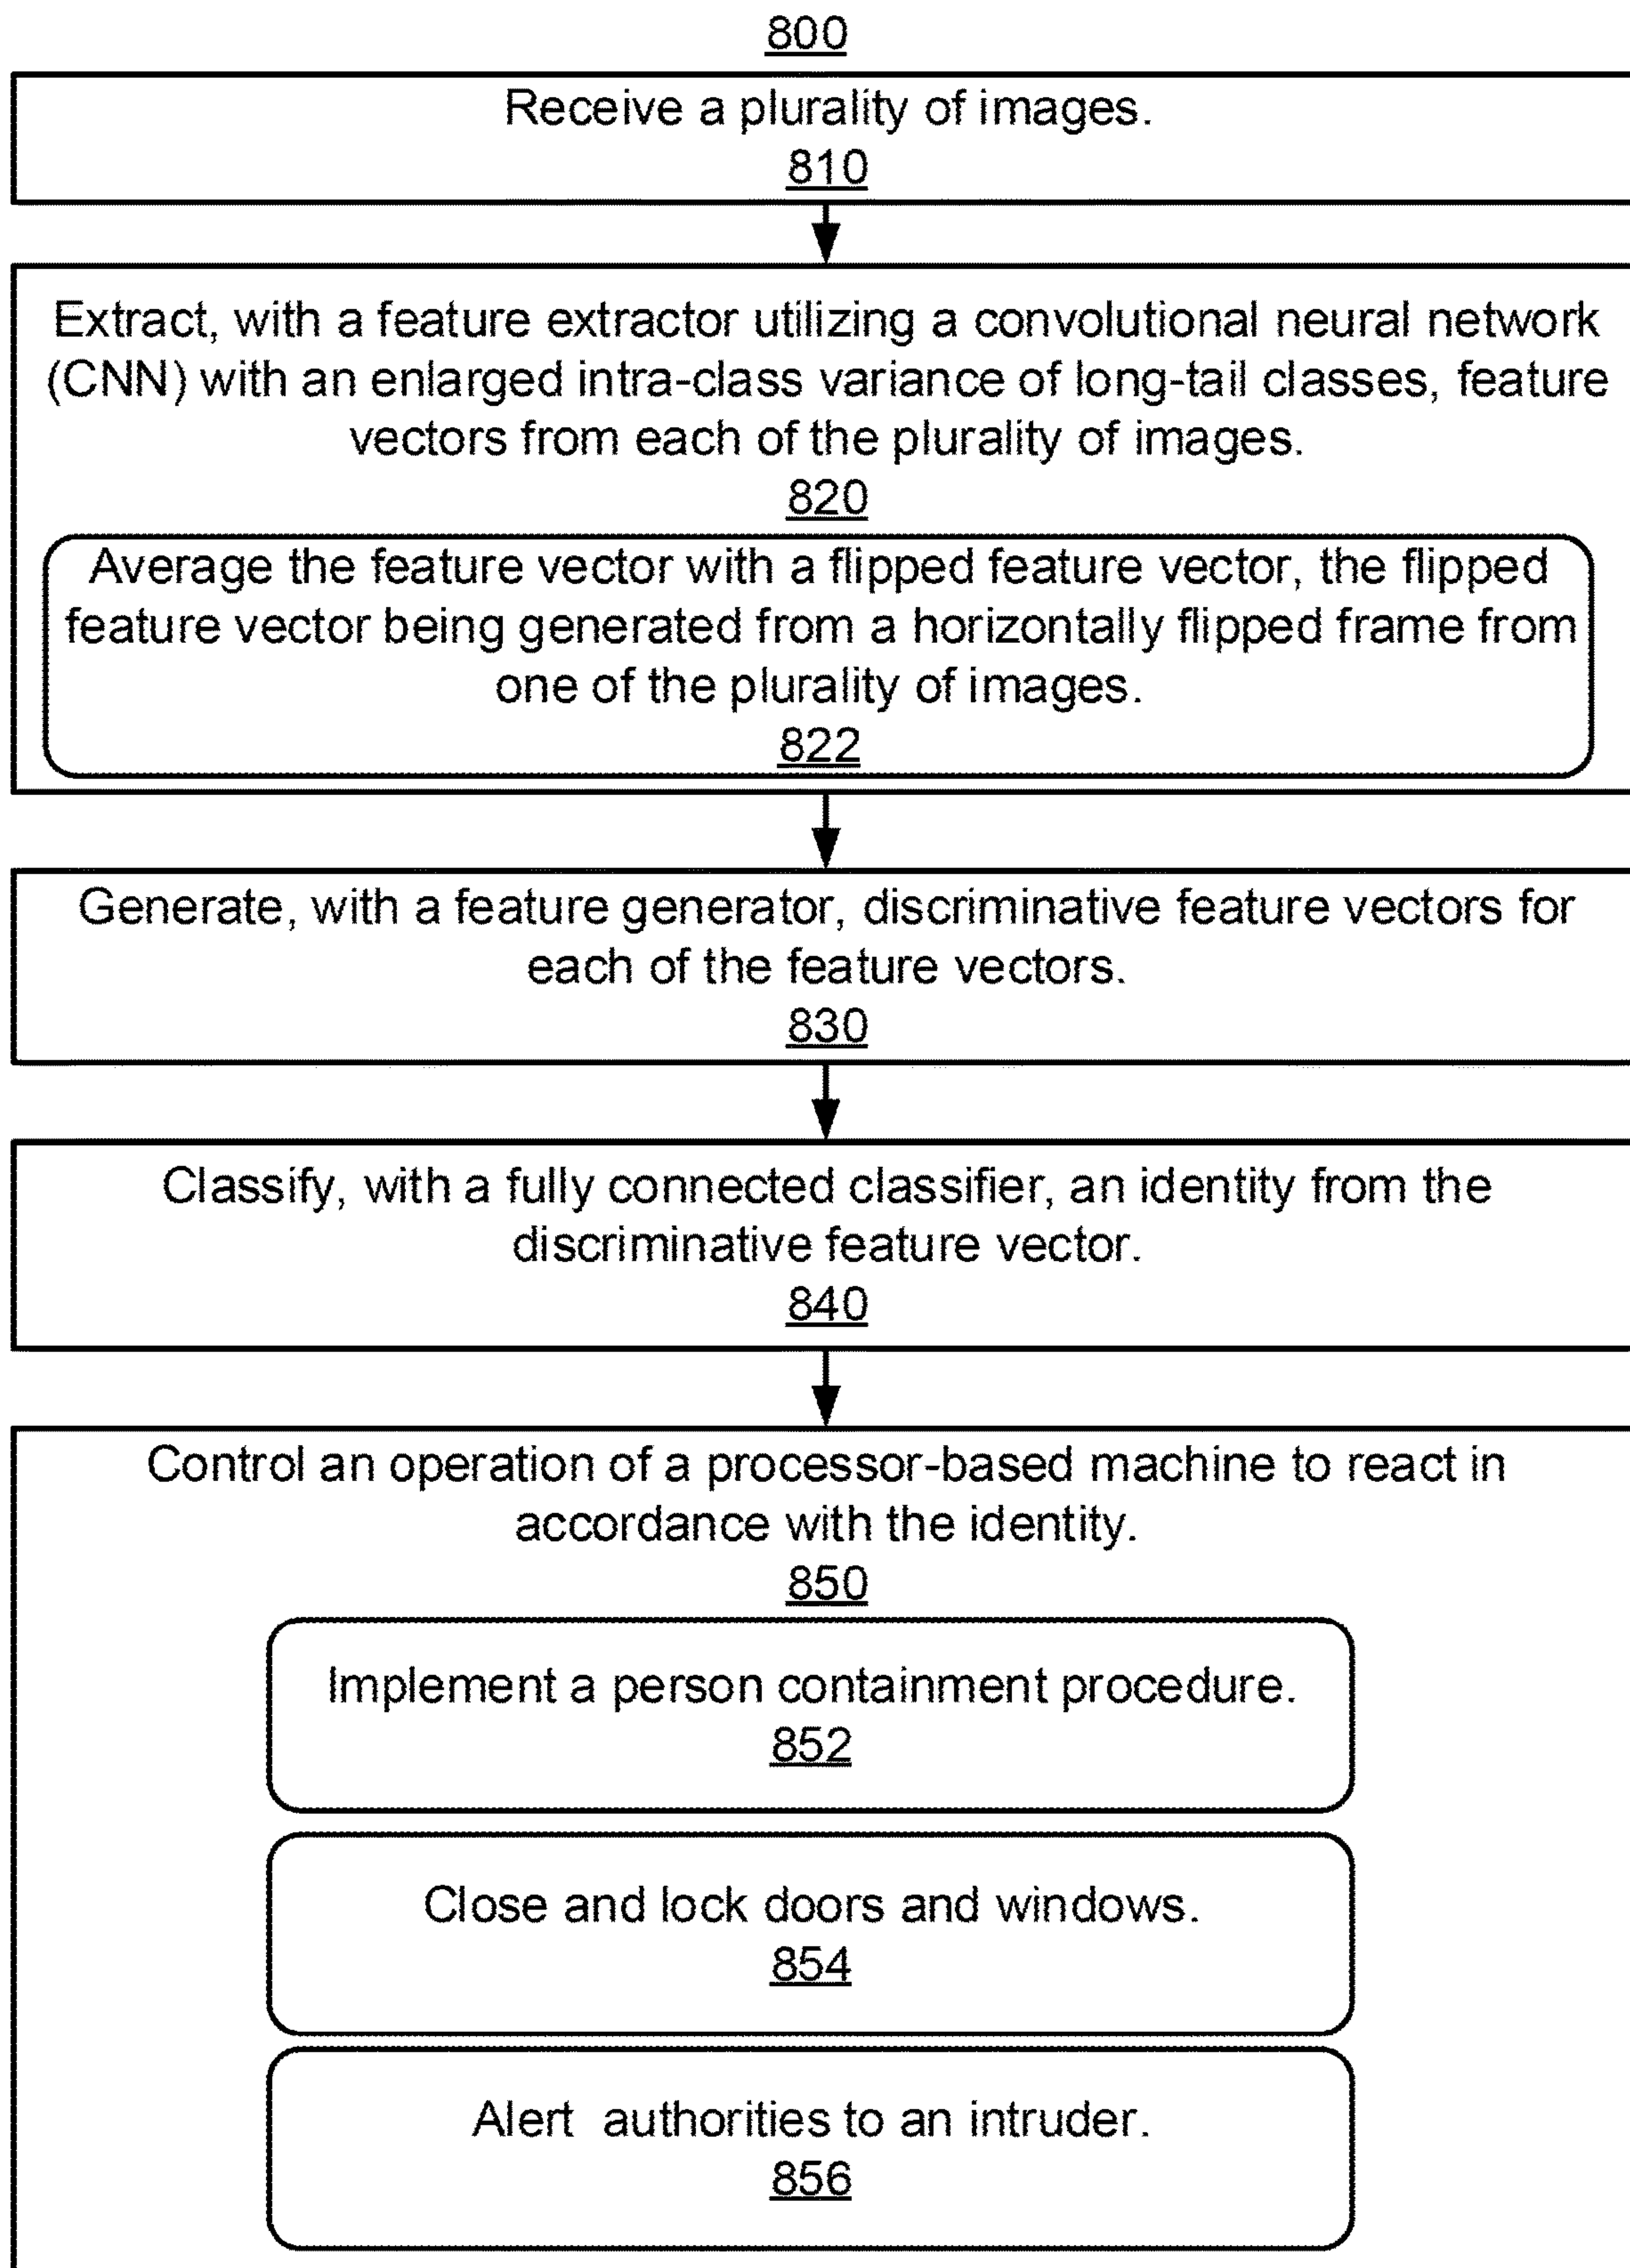 800
Receive a plurality of images.
810
Extract, with a feature extractor utilizing a convolutional neural network
(CNN) with an enlarged intra-class variance of long-tail classes, feature
vectors from each of the plurality of images.
820
Average the feature vector with a flipped feature vector, the flipped
feature vector being generated from a horizontally flipped frame from
one of the plurality of images.
822
Generate, with a feature generator, discriminative feature vectors for
each of the feature vectors.
830
Classify, with a fully connected classifier, an identity from the
discriminative feature vector.
840
Control an operation of a processor-based machine to react in
accordance with the identity.
850
Implement a person containment procedure.
852
Close and lock doors and windows.
854
Alert authorities to an intruder.
856